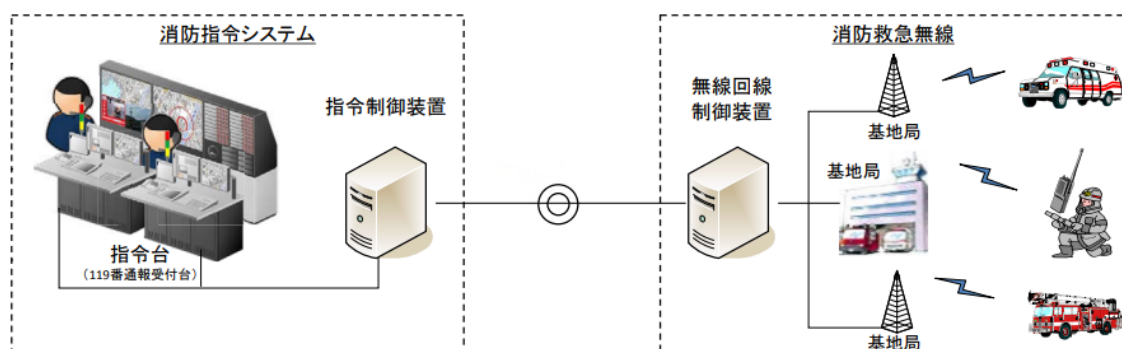 消防指令システム
指令制御装置
指令台
（119番通報受付台）
消防救急無線
無線回線
制御装置
基地局
基地局
基地局